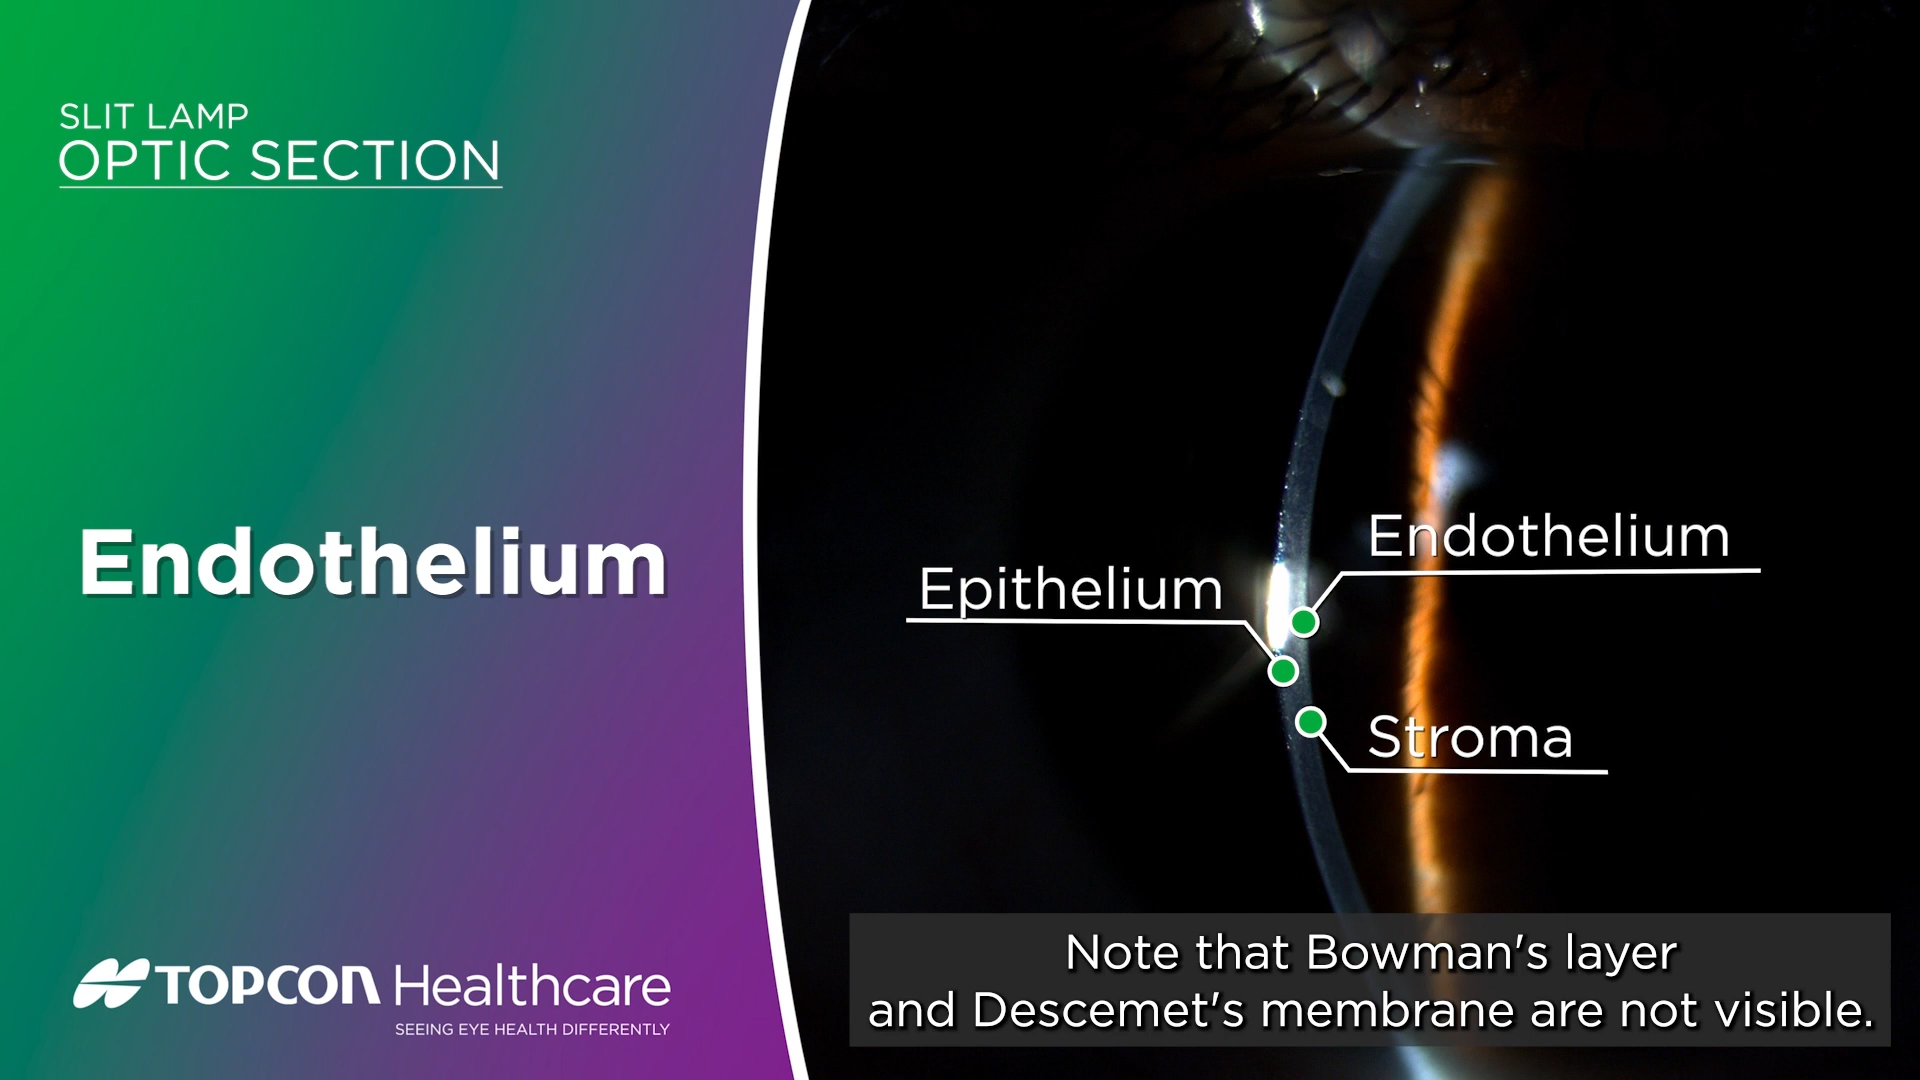 SLIT LAMP
OPTIC SECTION
Endothelium
Endothelium
Epithelium
Stroma
TOPCON Healthcare
SEEING EYE HEALTH DIFFERENTLY
Note that Bowman's layer
and Descemet's membrane are not visible.